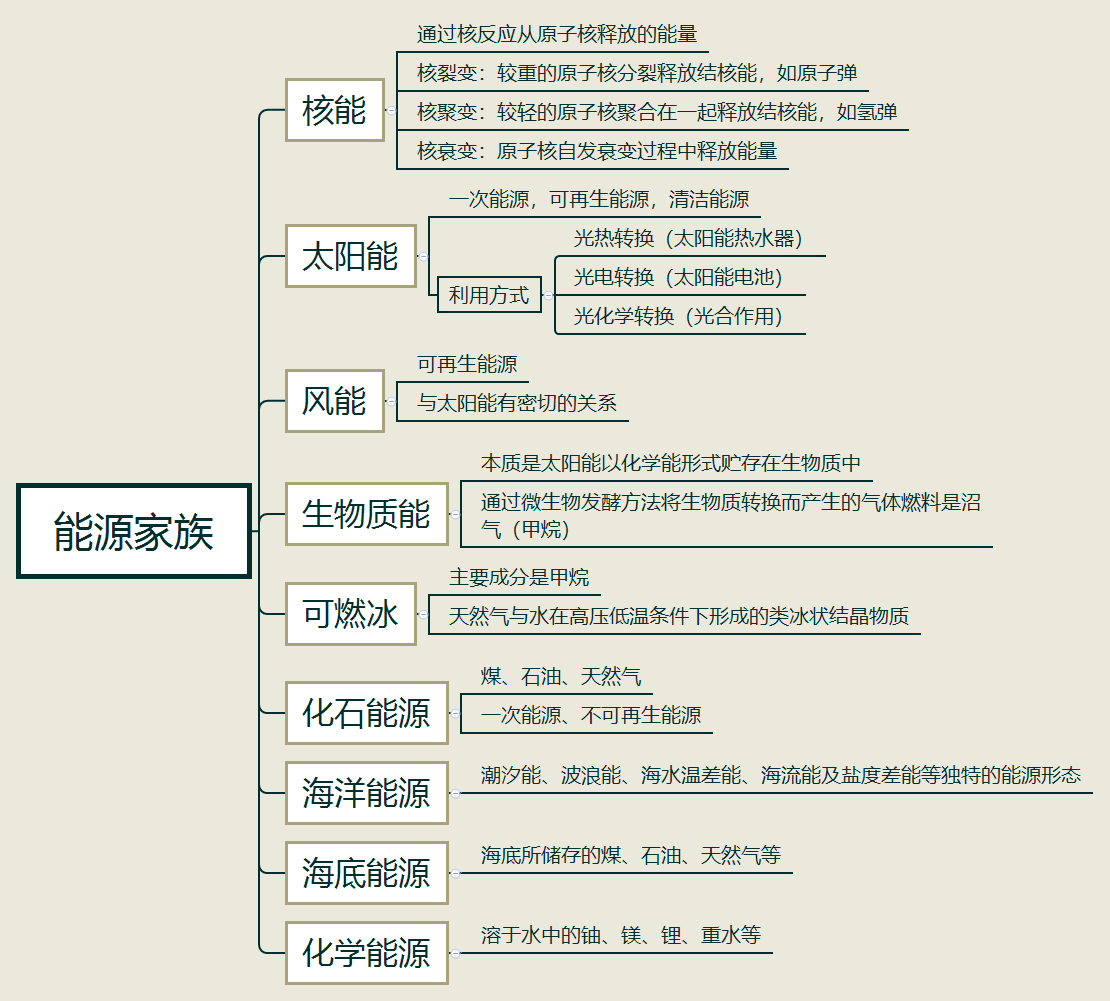 能源家族
核能
通过核反应从原子核释放的能量
核裂变：较重的原子核分裂释放结核能，如原子弹
核聚变：较轻的原子核聚合在一起释放结核能，如氢弹
核衰变：原子核自发衰变过程中释放能量
太阳能
一次能源，可再生能源，清洁能源
利用方式
光热转换（太阳能热水器）
光电转换（太阳能电池）
光化学转换（光合作用）
风能
可再生能源
与太阳能有密切的关系
生物质能
本质是太阳能以化学能形式贮存在生物质中
通过微生物发酵方法将生物质转换而产生的气体燃料是沼
气（甲烷）
可燃冰
主要成分是甲烷
天然气与水在高压低温条件下形成的类冰状结晶物质
化石能源
煤、石油、天然气
一次能源、不可再生能源
海洋能源
潮汐能、波浪能、海水温差能、海流能及盐度差能等独特的能源形态
海底能源
海底所储存的煤、石油、天然气等
化学能源
溶于水中的铀、镁、锂、重水等